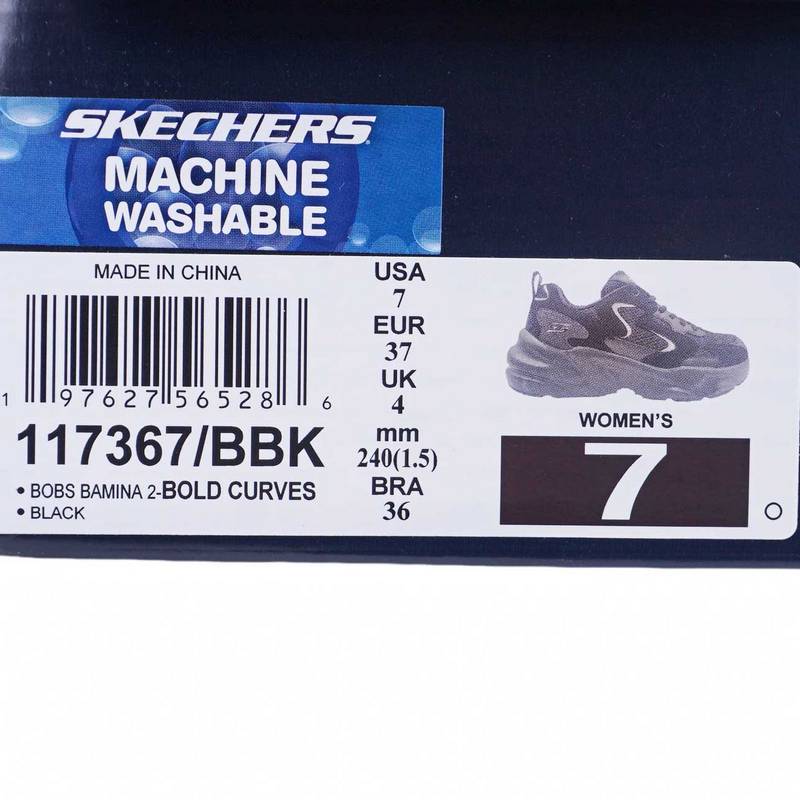 SKECHERS
MACHINE
WASHABLE
MADE IN CHINA
1 97627 56528 6
117367/BBK
• BOBS BAMINA 2-BOLD CURVES
• BLACK
USA
7
EUR
37
UK
4
mm
240(1.5)
BRA
36
WOMEN'S
7